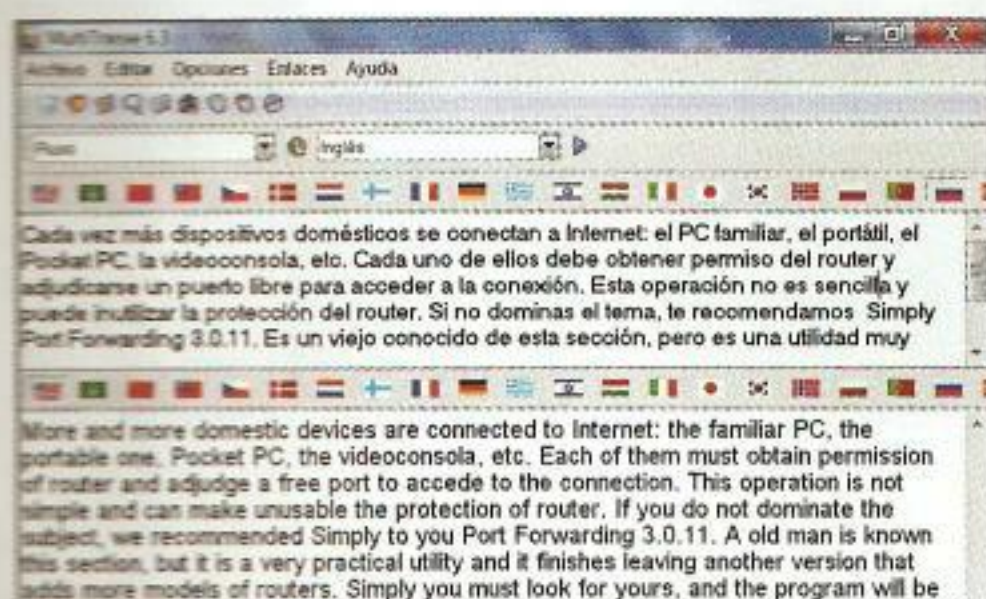 MultiTranse 5.3
Archivo Editar Opciones Enlaces Ayuda
Ruso Inglés
Cada vez más dispositivos domésticos se conectan a Internet: el PC familiar, el portátil, el
Pocket PC, la videoconsola, etc. Cada uno de ellos debe obtener permiso del router y
adjudicarse un puerto libre para acceder a la conexión. Esta operación no es sencilla y
puede inutilizar la protección del router. Si no dominas el tema, te recomendamos Simply
Port Forwarding 3.0.11. Es un viejo conocido de esta sección, pero es una utilidad muy
More and more domestic devices are connected to Internet: the familiar PC, the
portable one, Pocket PC, the videoconsola, etc. Each of them must obtain permission
of router and adjudge a free port to accede to the connection. This operation is not
simple and can make unusable the protection of router. If you do not dominate the
subject, we recommended Simply to you Port Forwarding 3.0.11. A old man is known
this section, but it is a very practical utility and it finishes leaving another version that
adds more models of routers. Simply you must look for yours, and the program will be